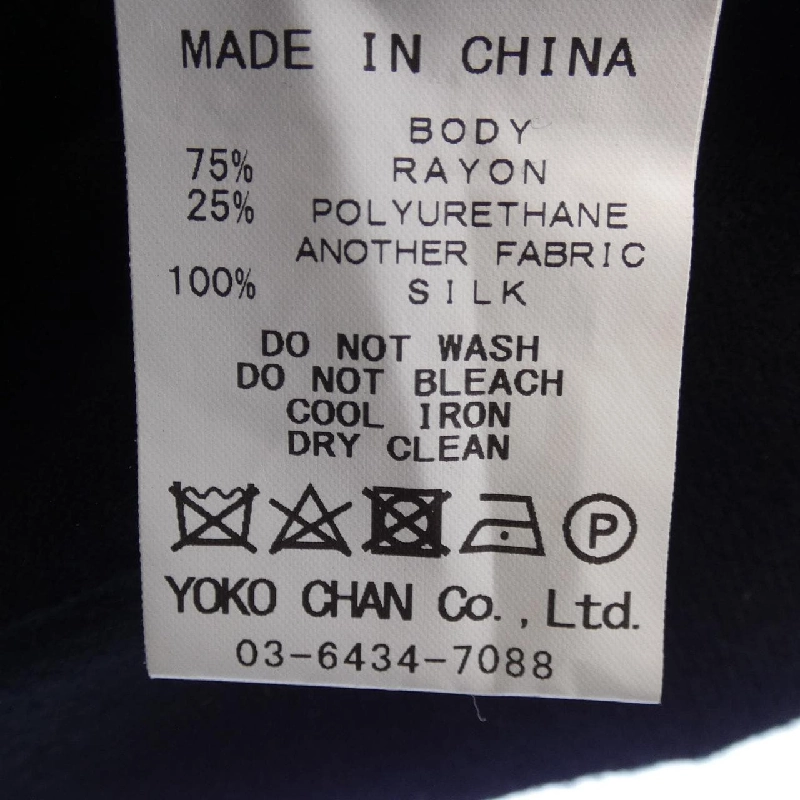 MADE IN CHINA
BODY
75% RAYON
25% POLYURETHANE
ANOTHER FABRIC
100% SILK
DO NOT WASH
DO NOT BLEACH
COOL IRON
DRY CLEAN
P
YOKO CHAN Co., Ltd.
03-6434-7088